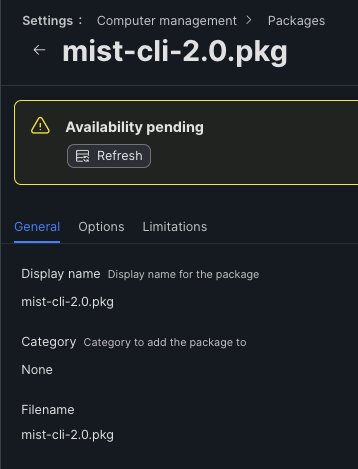 Settings : Computer management > Packages
← mist-cli-2.0.pkg
Availability pending
Refresh
General Options Limitations
Display name Display name for the package
mist-cli-2.0.pkg
Category Category to add the package to
None
Filename
mist-cli-2.0.pkg